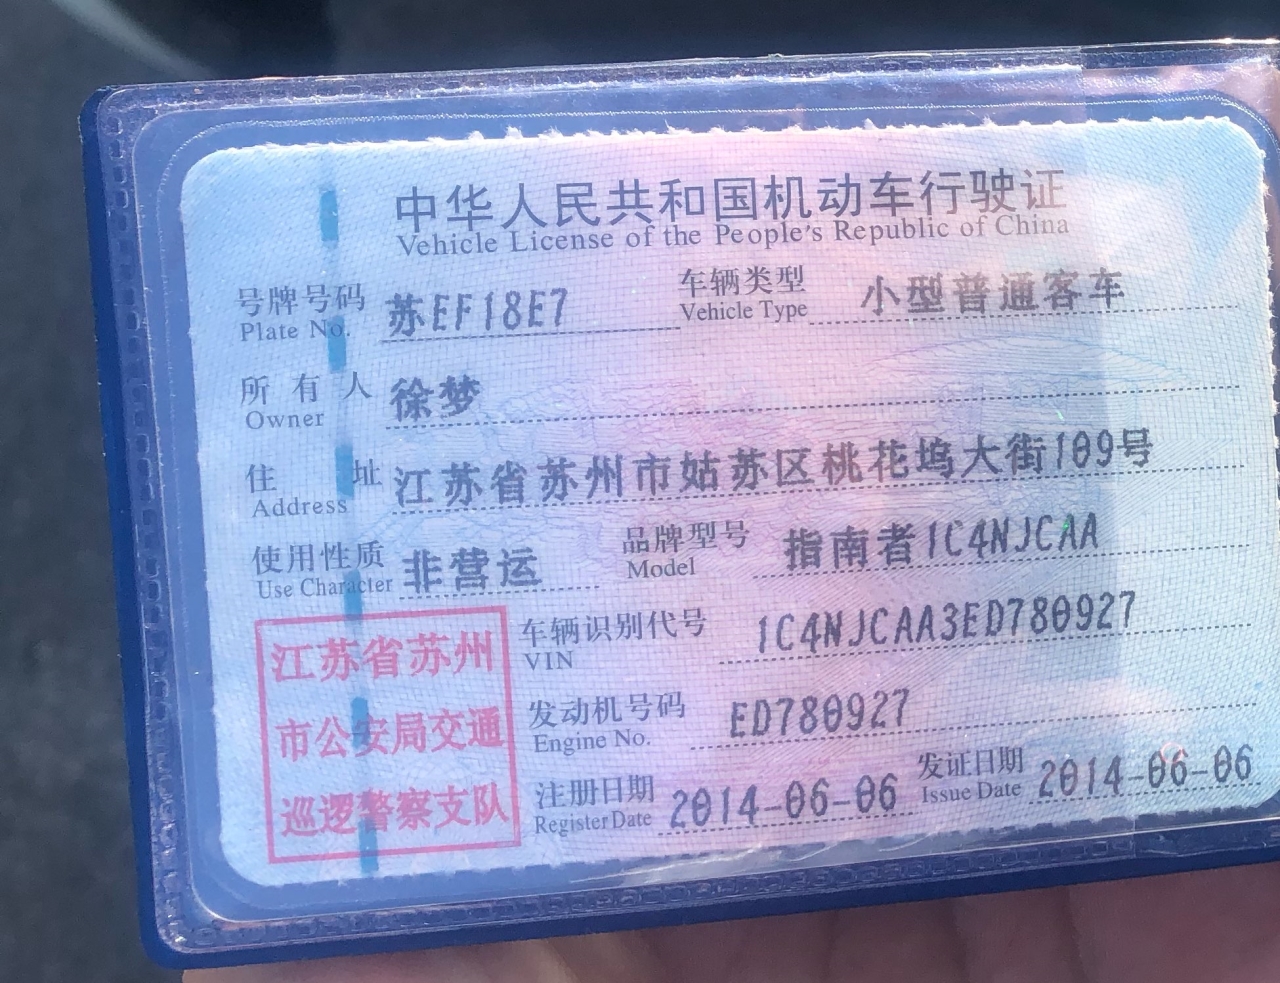 中华人民共和国机动车行驶证
Vehicle License of the People's Republic of China
号牌号码 苏EF18E7 车辆类型 小型普通客车
Plate No. Vehicle Type
所有人 徐梦
Owner
住址 江苏省苏州市姑苏区桃花坞大街109号
Address
使用性质 非营运 品牌型号 指南者1C4NJCAA
Use Character Model
车辆识别代号 1C4NJCAA3ED780927
VIN
发动机号码 ED780927
Engine No.
注册日期 2014-06-06 发证日期 2014-06-06
Register Date Issue Date
江苏省苏州
市公安局交通
巡逻警察支队